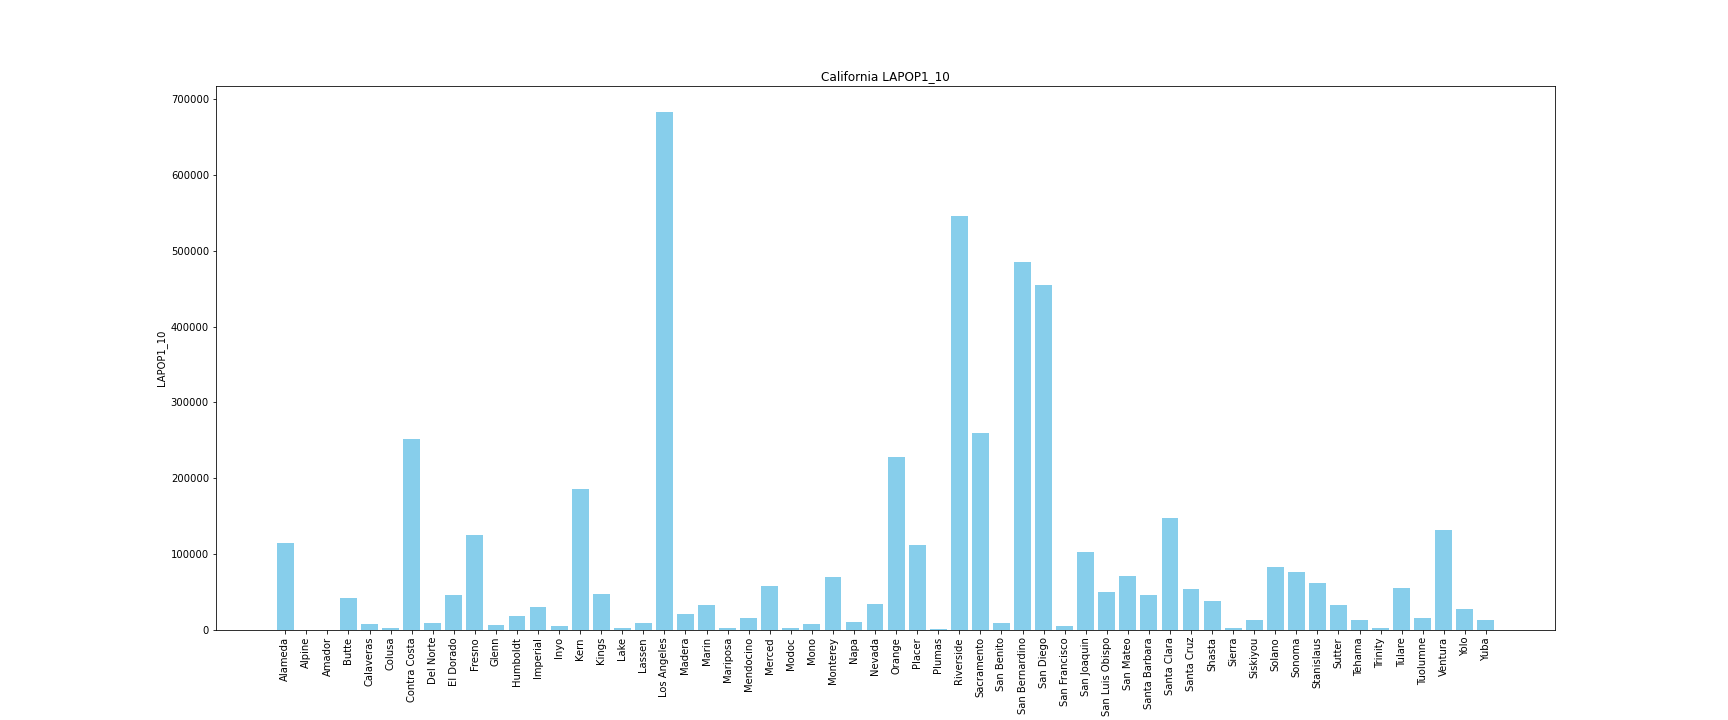 California LAPOP1_10
LAPOP1_10
700000
600000
500000
400000
300000
200000
100000
0
Alameda
Alpine
Amador
Butte
Calaveras
Colusa
Contra Costa
Del Norte
El Dorado
Fresno
Glenn
Humboldt
Imperial
Inyo
Kern
Kings
Lake
Lassen
Los Angeles
Madera
Marin
Mariposa
Mendocino
Merced
Modoc
Mono
Monterey
Napa
Nevada
Orange
Placer
Plumas
Riverside
Sacramento
San Benito
San Bernardino
San Diego
San Francisco
San Joaquin
San Luis Obispo
San Mateo
Santa Barbara
Santa Clara
Santa Cruz
Shasta
Sierra
Siskiyou
Solano
Sonoma
Stanislaus
Sutter
Tehama
Trinity
Tulare
Tuolumne
Ventura
Yolo
Yuba